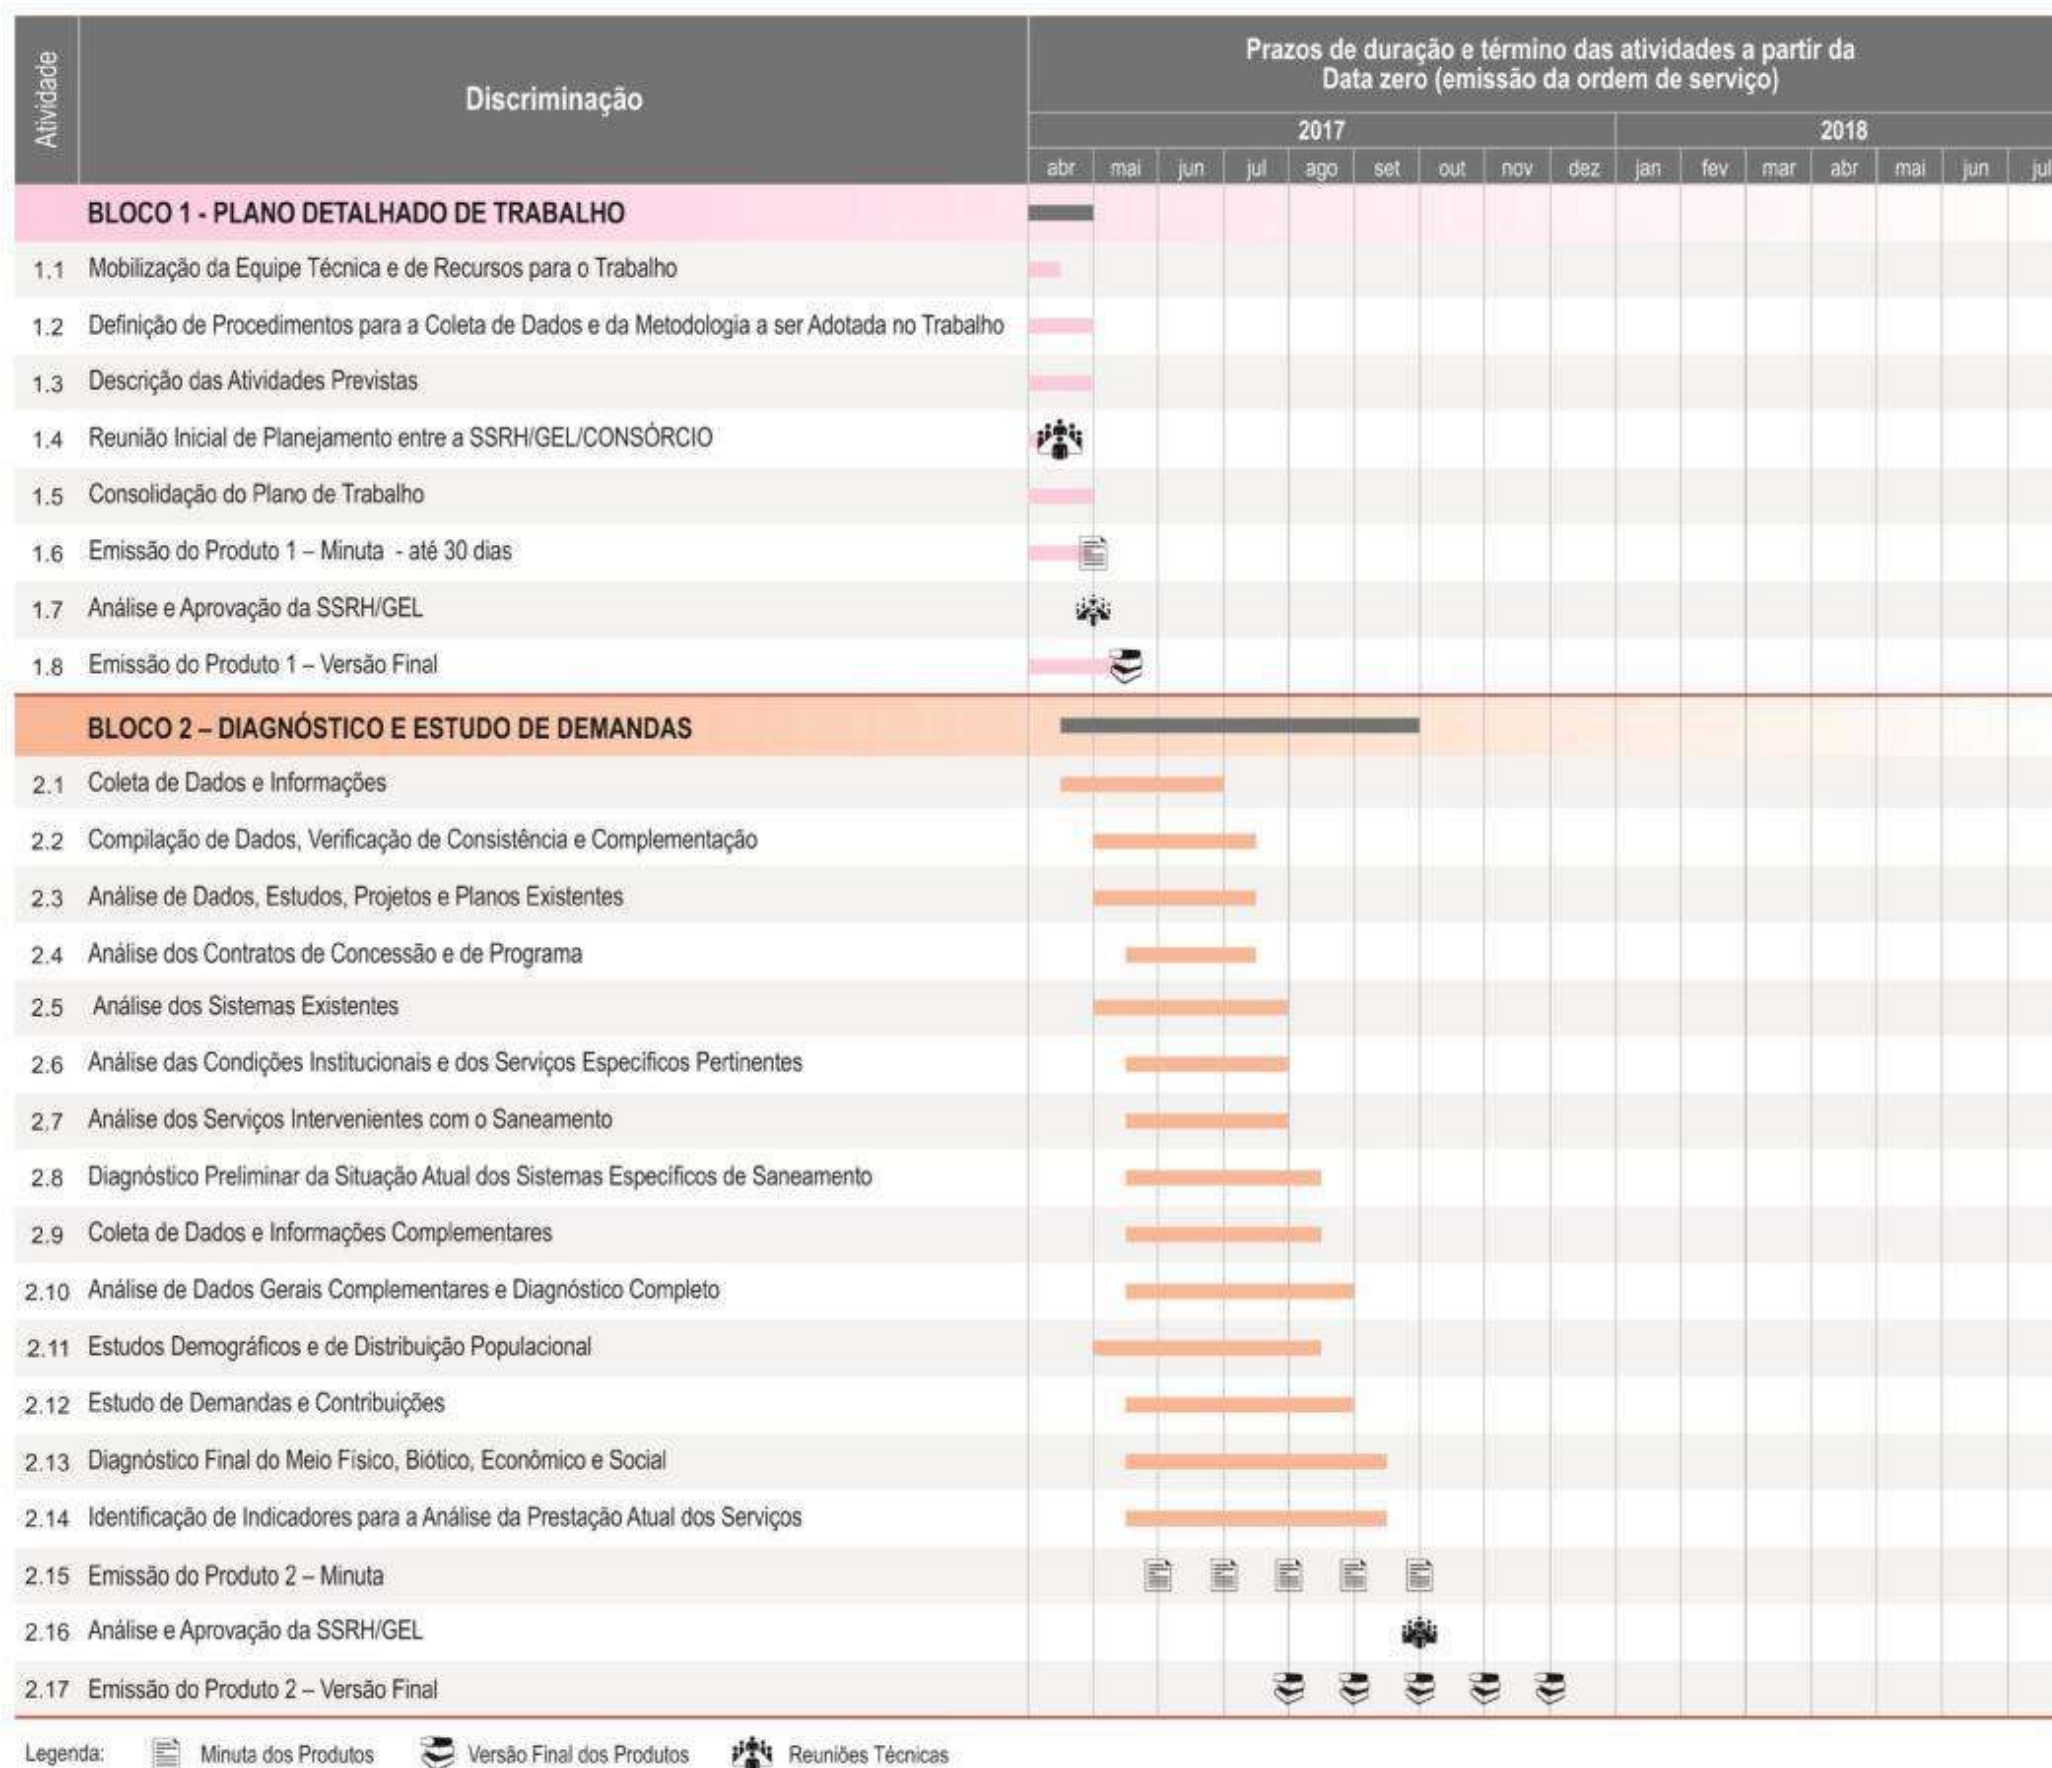 Atividade
Discriminação
Prazos de duração e término das atividades a partir da
Data zero (emissão da ordem de serviço)
2017 2018
abr mai jun jul ago set out nov dez jan fev mar abr mai jun jul
BLOCO 1 - PLANO DETALHADO DE TRABALHO
1.1 Mobilização da Equipe Técnica e de Recursos para o Trabalho
1.2 Definição de Procedimentos para a Coleta de Dados e da Metodologia a ser Adotada no Trabalho
1.3 Descrição das Atividades Previstas
1.4 Reunião Inicial de Planejamento entre a SSRH/GEL/CONSÓRCIO
1.5 Consolidação do Plano de Trabalho
1.6 Emissão do Produto 1 – Minuta - até 30 dias
1.7 Análise e Aprovação da SSRH/GEL
1.8 Emissão do Produto 1 – Versão Final
BLOCO 2 – DIAGNÓSTICO E ESTUDO DE DEMANDAS
2.1 Coleta de Dados e Informações
2.2 Compilação de Dados, Verificação de Consistência e Complementação
2.3 Análise de Dados, Estudos, Projetos e Planos Existentes
2.4 Análise dos Contratos de Concessão e de Programa
2.5 Análise dos Sistemas Existentes
2.6 Análise das Condições Institucionais e dos Serviços Específicos Pertinentes
2.7 Análise dos Serviços Intervenientes com o Saneamento
2.8 Diagnóstico Preliminar da Situação Atual dos Sistemas Específicos de Saneamento
2.9 Coleta de Dados e Informações Complementares
2.10 Análise de Dados Gerais Complementares e Diagnóstico Completo
2.11 Estudos Demográficos e de Distribuição Populacional
2.12 Estudo de Demandas e Contribuições
2.13 Diagnóstico Final do Meio Físico, Biótico, Econômico e Social
2.14 Identificação de Indicadores para a Análise da Prestação Atual dos Serviços
2.15 Emissão do Produto 2 – Minuta
2.16 Análise e Aprovação da SSRH/GEL
2.17 Emissão do Produto 2 – Versão Final
Legenda: Minuta dos Produtos Versão Final dos Produtos Reuniões Técnicas